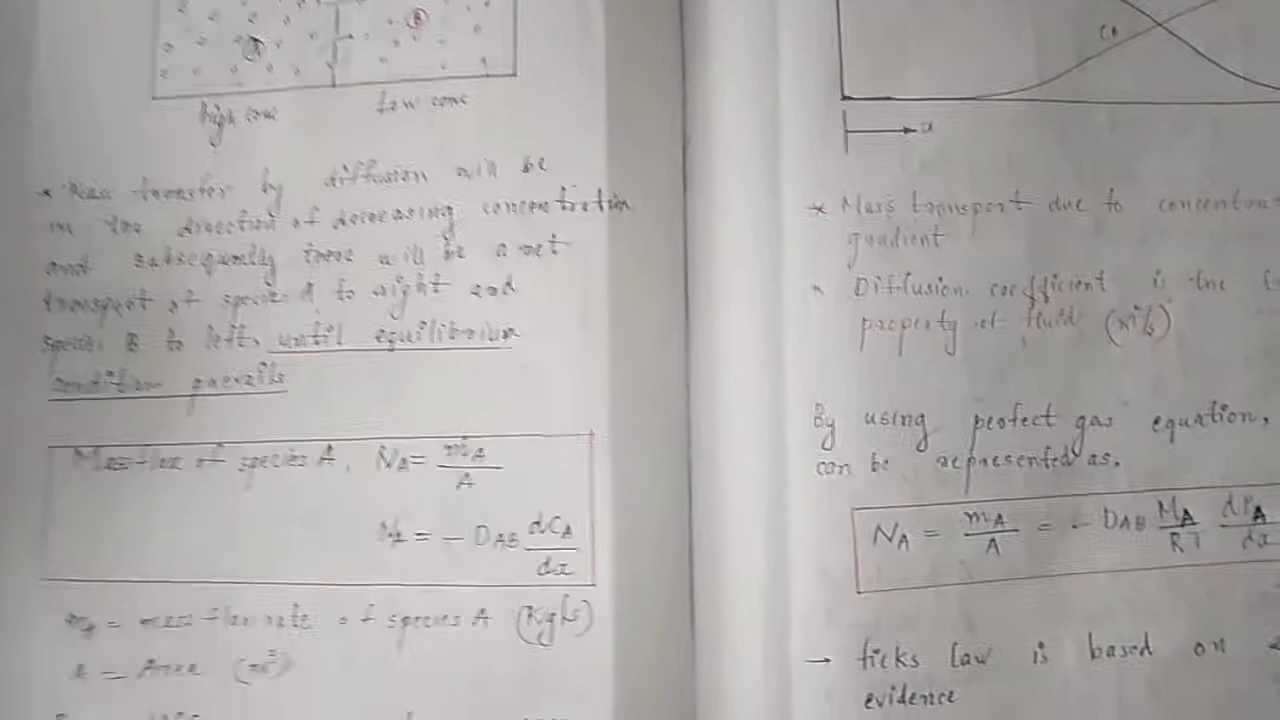 A
B
high conc
Low conc
* Mass transfer by diffusion will be
in the direction of decreasing concentration
and subsequently there will be a net
transport of species A to right and
species B to left, until equilibrium
condition prevails
Mass flux of species A, NA = ṁA / A
NA = - DAB dCA / dx
= mass flow rate of species A (Kg/s)
A = Area (m²)
CA
x
* Mass transport due to concentrat
gradient
* Diffusion coefficient is the
property of fluid (m²/s)
By using perfect gas equation,
can be represented as.
NA = mA / A = - DAB MA / RT dPA / dx
→ ficks law is based on
evidence